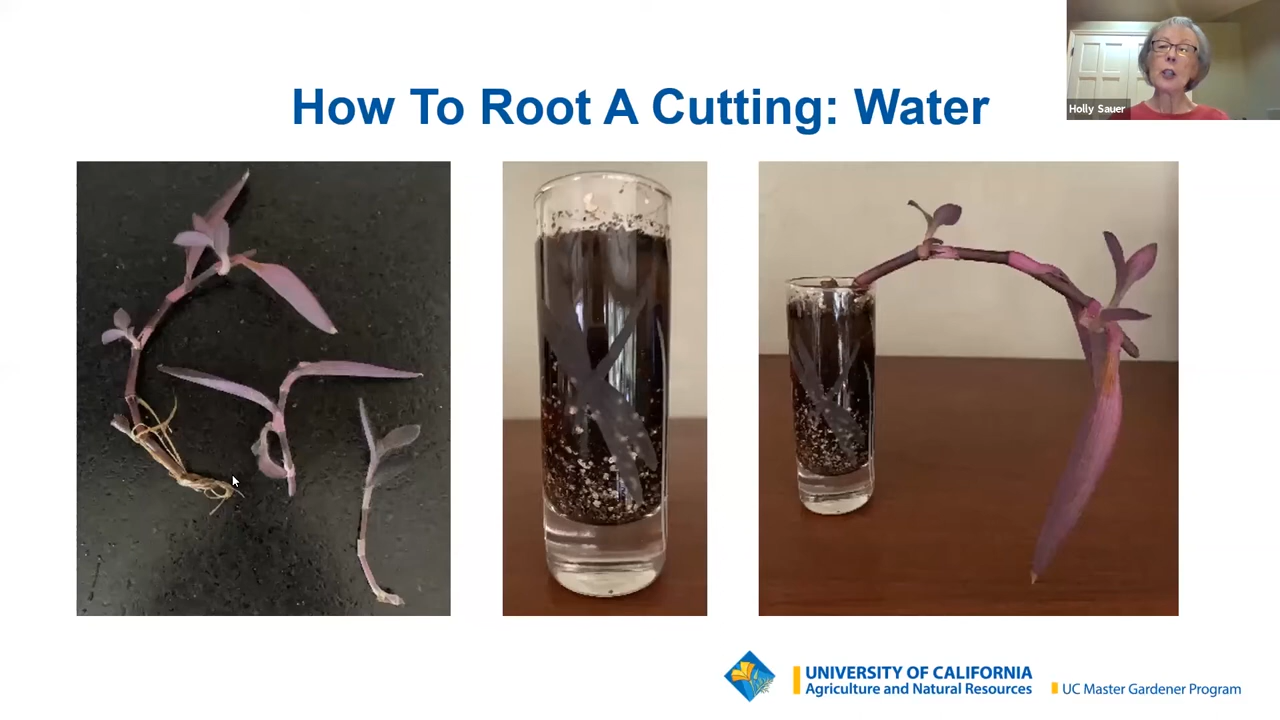 How To Root A Cutting: Water
Holly Sauer
UNIVERSITY OF CALIFORNIA
Agriculture and Natural Resources
UC Master Gardener Program